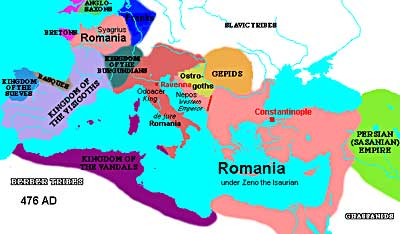 ANGLO-
SAXONS
SLAVIC TRIBES
BRETONS
Syagrius
Romania
FRANKS
KINGDOM
OF THE
BURGUNDIANS
Ostro-
goths
GEPIDS
KINGDOM
OF THE
SUEVES
BASQUES
KINGDOM OF
THE VISIGOTHS
Odoacer
King
Ravenna
Nepos
Western
Emperor
de jure
Romania
Constantinople
PERSIAN
(SASANIAN)
EMPIRE
KINGDOM OF
THE VANDALS
Romania
under Zeno the Isaurian
BERBER TRIBES
476 AD
GHASSANIDS